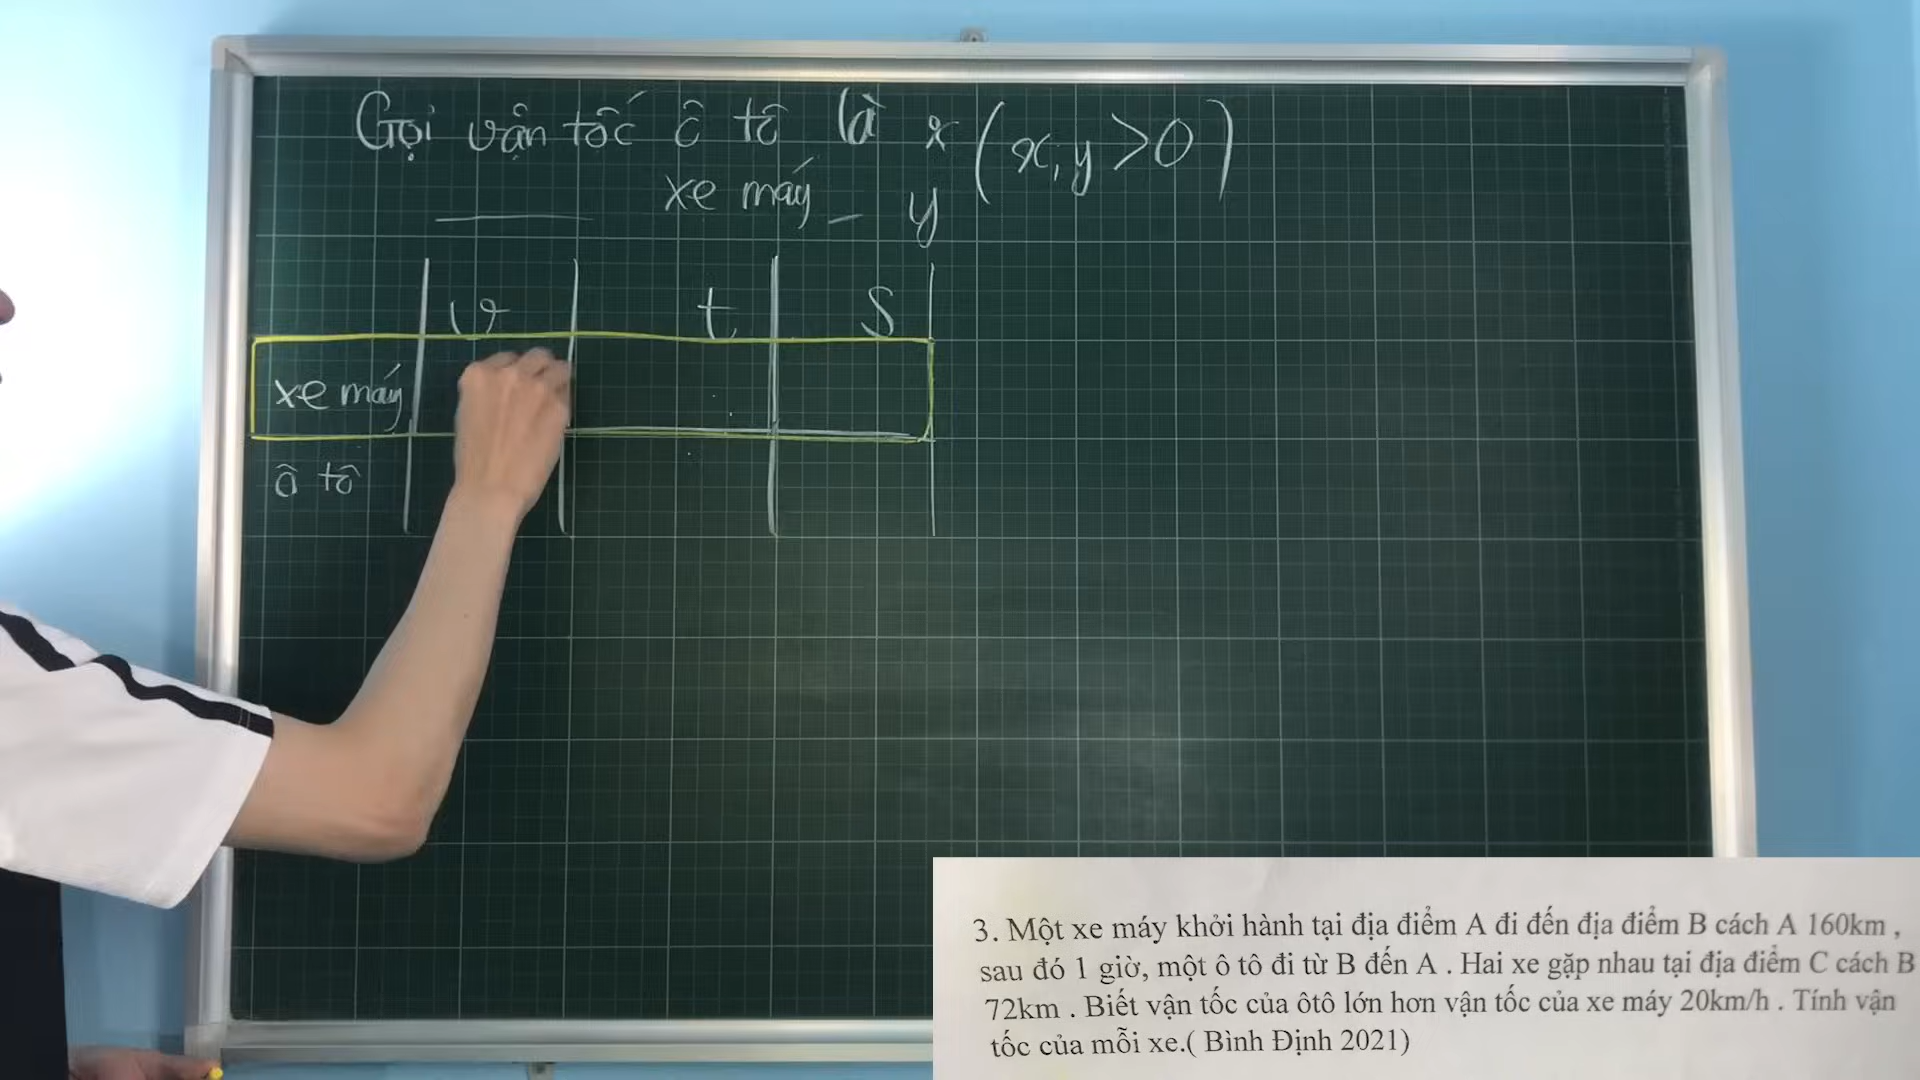 Gọi vận tốc ô tô là x (x, y > 0)
xe máy _ y
v t S
xe máy
ô tô
3. Một xe máy khởi hành tại địa điểm A đi đến địa điểm B cách A 160km ,
sau đó 1 giờ, một ô tô đi từ B đến A . Hai xe gặp nhau tại địa điểm C cách B
72km . Biết vận tốc của ôtô lớn hơn vận tốc của xe máy 20km/h . Tính vận
tốc của mỗi xe.( Bình Định 2021)